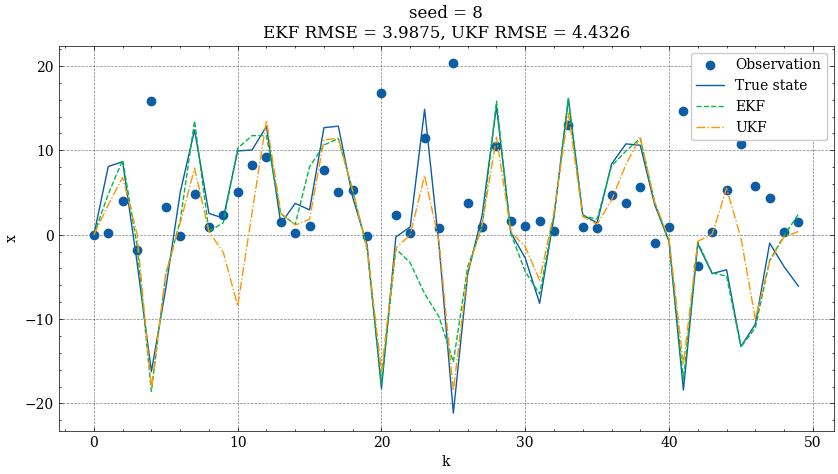 seed = 8
EKF RMSE = 3.9875, UKF RMSE = 4.4326
Observation
True state
EKF
UKF
20
10
0
−10
−20
x
0 10 20 30 40 50
k